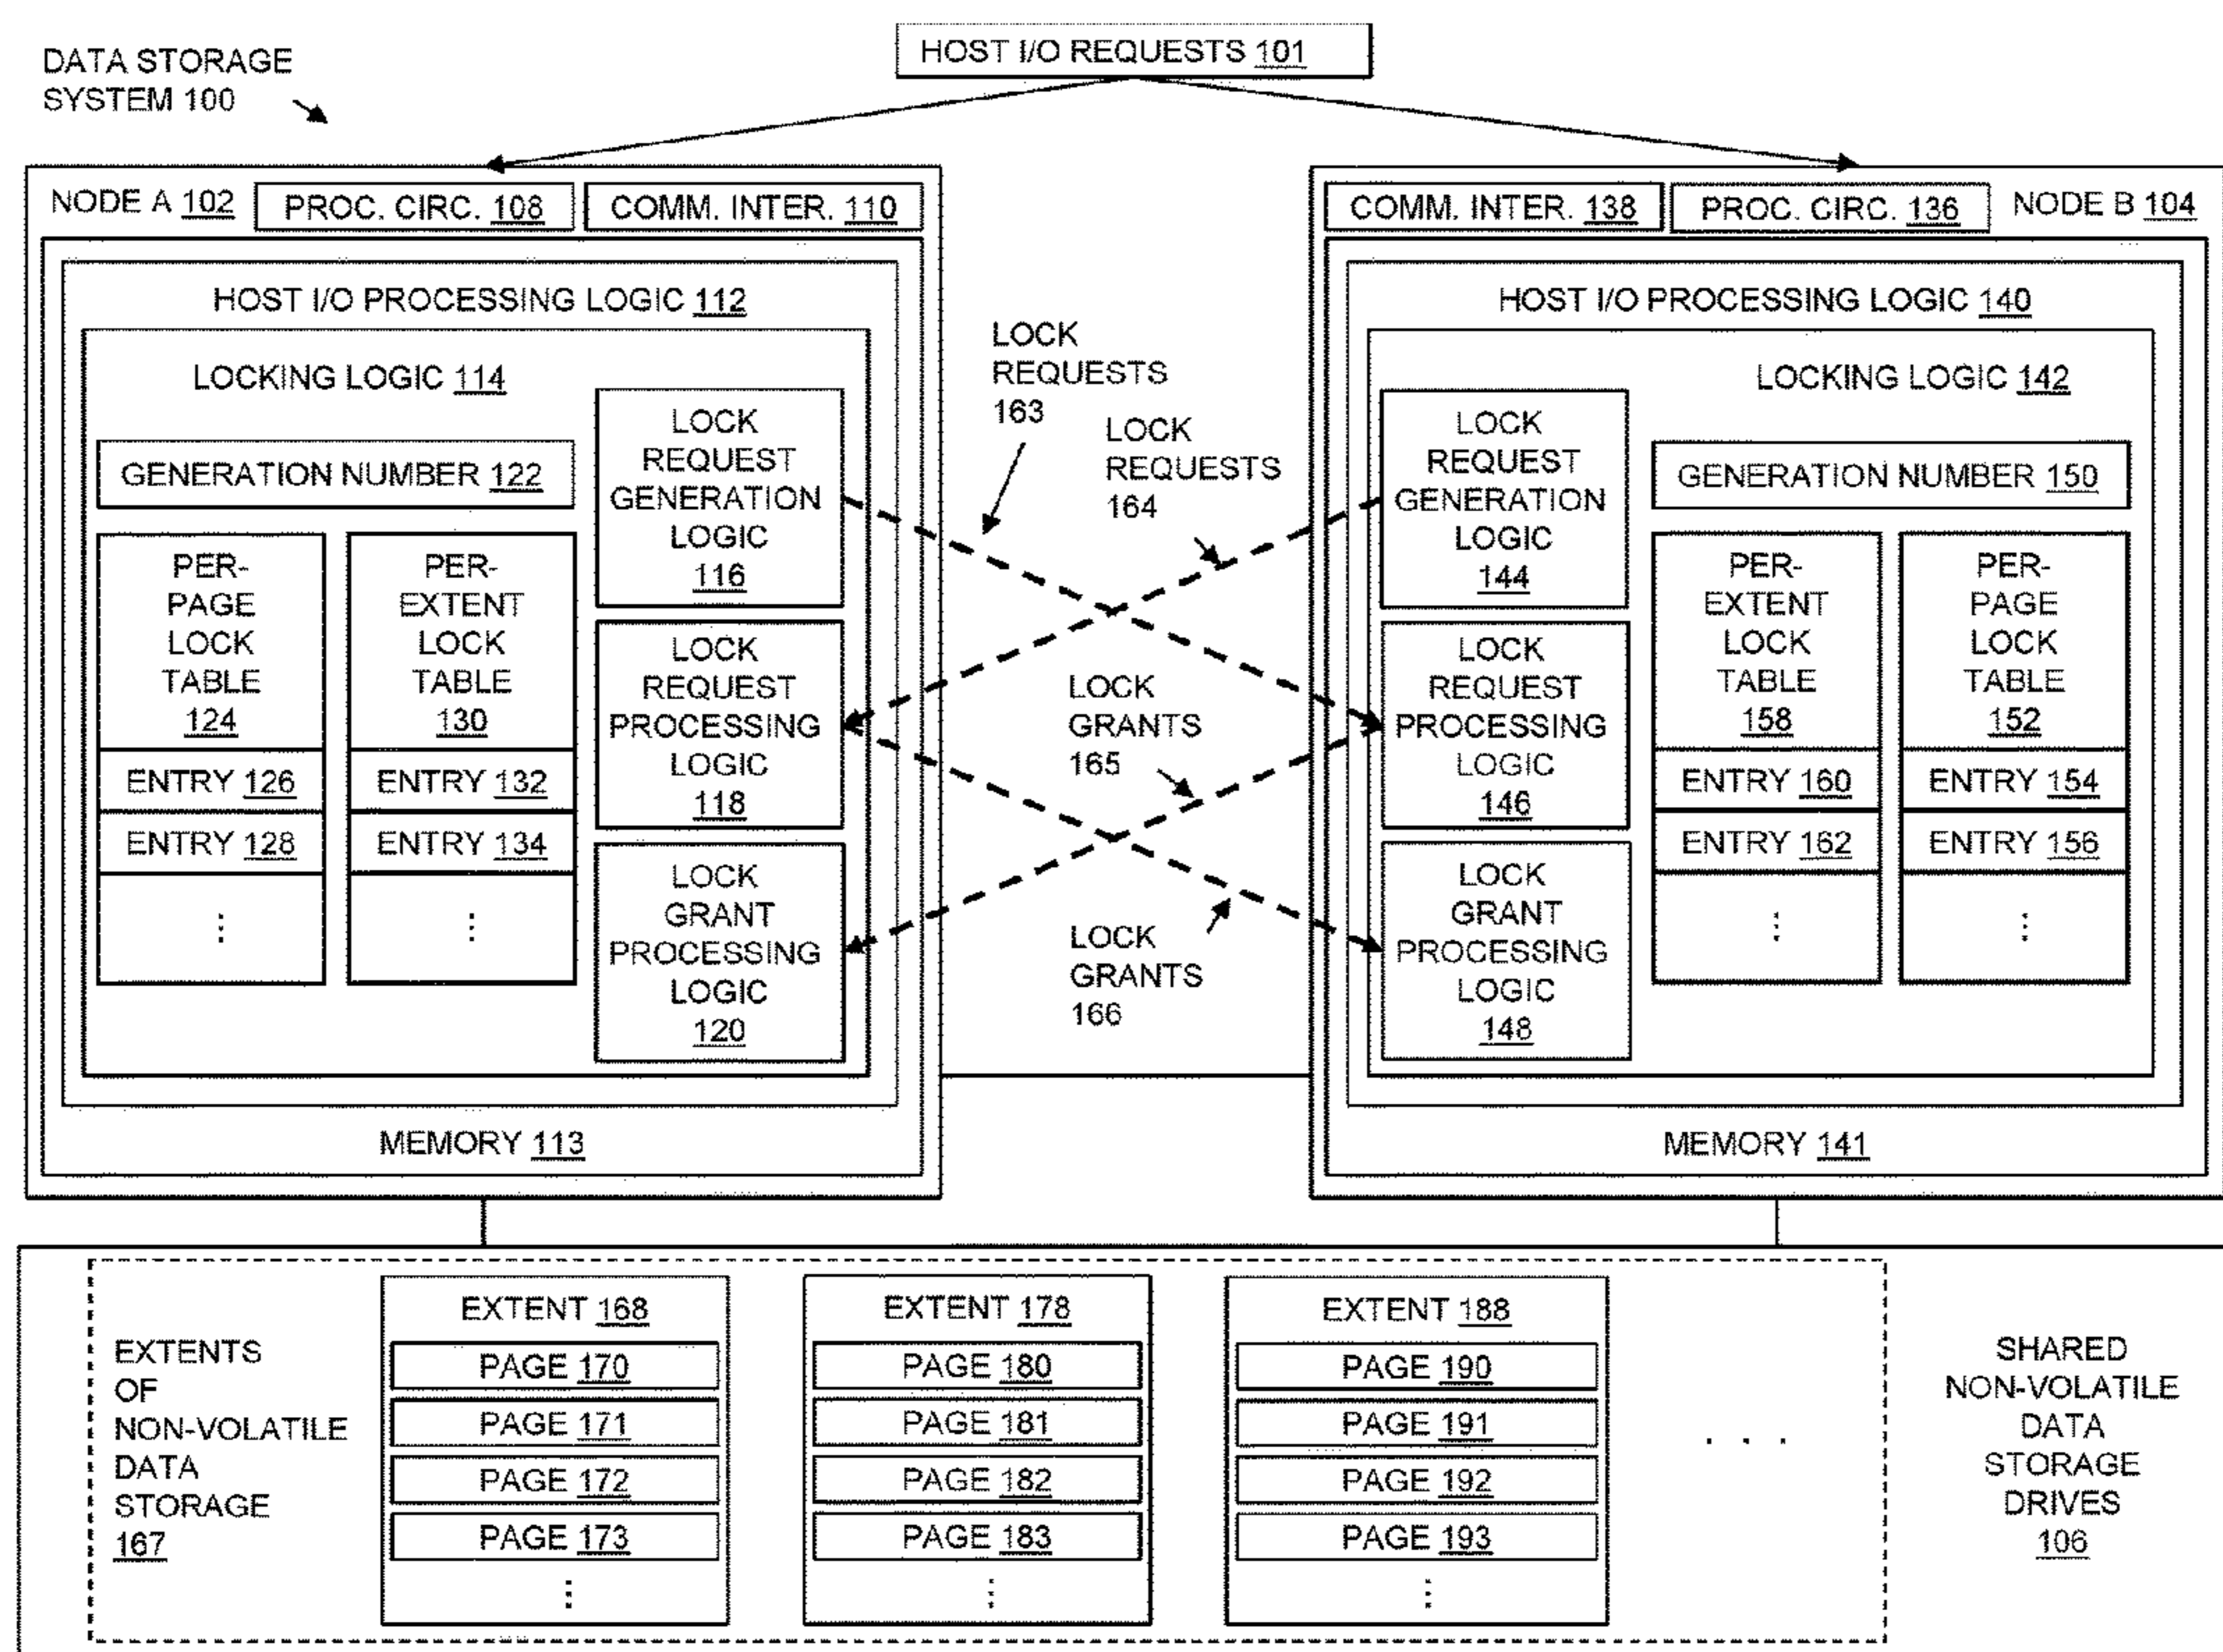 HOST I/O REQUESTS 101
DATA STORAGE
SYSTEM 100
NODE A 102
PROC. CIRC. 108
COMM. INTER. 110
HOST I/O PROCESSING LOGIC 112
LOCKING LOGIC 114
GENERATION NUMBER 122
PER-
PAGE
LOCK
TABLE
124
ENTRY 126
ENTRY 128
⋮
PER-
EXTENT
LOCK
TABLE
130
ENTRY 132
ENTRY 134
⋮
LOCK
REQUEST
GENERATION
LOGIC
116
LOCK
REQUEST
PROCESSING
LOGIC
118
LOCK
GRANT
PROCESSING
LOGIC
120
MEMORY 113
LOCK
REQUESTS
163
LOCK
REQUESTS
164
LOCK
GRANTS
165
LOCK
GRANTS
166
COMM. INTER. 138
PROC. CIRC. 136
NODE B 104
HOST I/O PROCESSING LOGIC 140
LOCKING LOGIC 142
LOCK
REQUEST
GENERATION
LOGIC
144
LOCK
REQUEST
PROCESSING
LOGIC
146
LOCK
GRANT
PROCESSING
LOGIC
148
GENERATION NUMBER 150
PER-
EXTENT
LOCK
TABLE
158
ENTRY 160
ENTRY 162
⋮
PER-
PAGE
LOCK
TABLE
152
ENTRY 154
ENTRY 156
⋮
MEMORY 141
EXTENTS
OF
NON-VOLATILE
DATA
STORAGE
167
EXTENT 168
PAGE 170
PAGE 171
PAGE 172
PAGE 173
⋮
EXTENT 178
PAGE 180
PAGE 181
PAGE 182
PAGE 183
⋮
EXTENT 188
PAGE 190
PAGE 191
PAGE 192
PAGE 193
⋮
. . .
SHARED
NON-VOLATILE
DATA
STORAGE
DRIVES
106